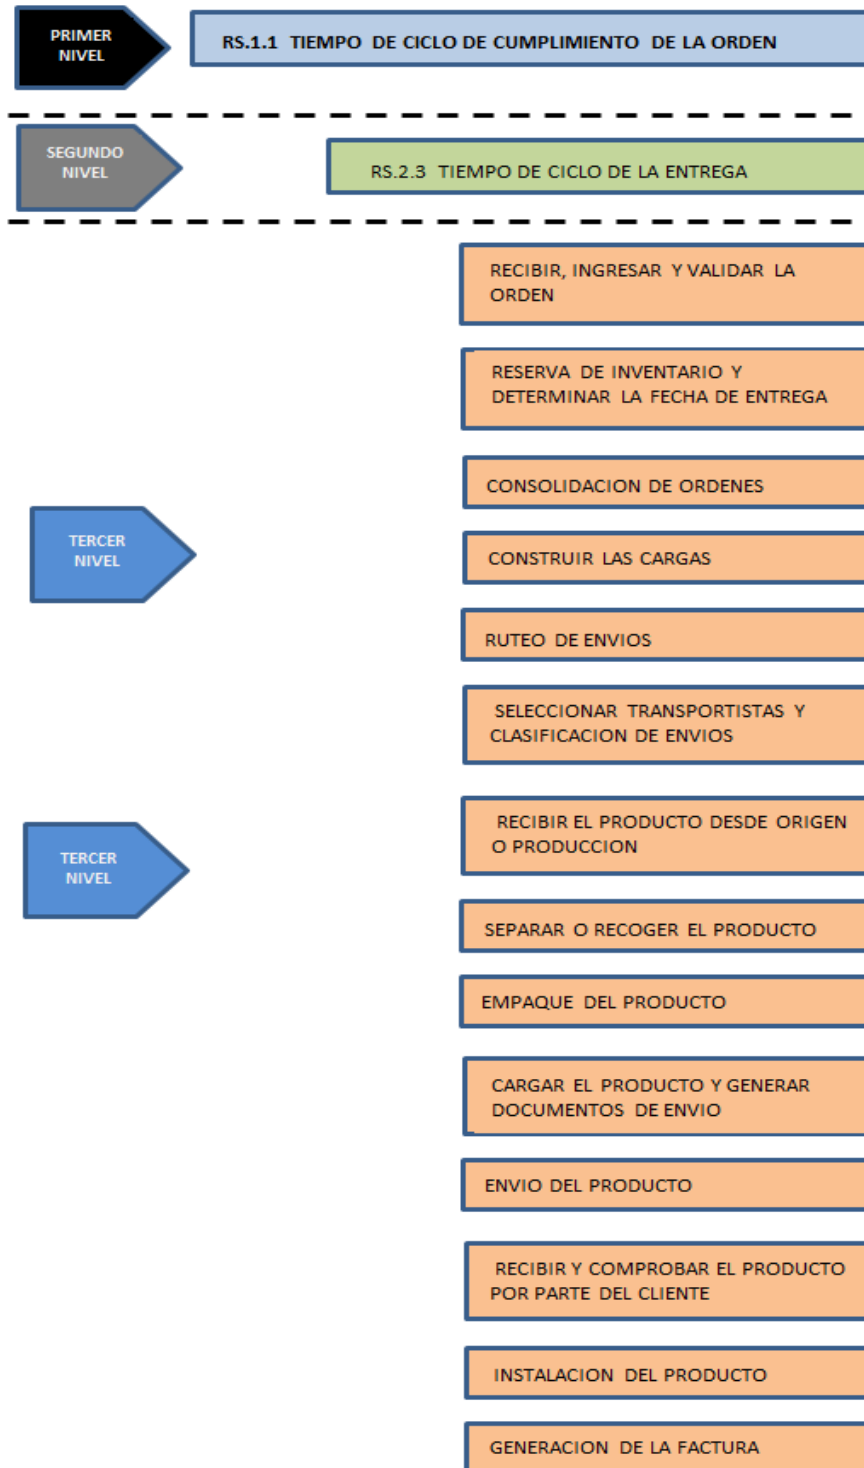 PRIMER
NIVEL
RS.1.1 TIEMPO DE CICLO DE CUMPLIMIENTO DE LA ORDEN
SEGUNDO
NIVEL
RS.2.3 TIEMPO DE CICLO DE LA ENTREGA
RECIBIR, INGRESAR Y VALIDAR LA
ORDEN
RESERVA DE INVENTARIO Y
DETERMINAR LA FECHA DE ENTREGA
CONSOLIDACION DE ORDENES
TERCER
NIVEL
CONSTRUIR LAS CARGAS
RUTEO DE ENVIOS
SELECCIONAR TRANSPORTISTAS Y
CLASIFICACION DE ENVIOS
RECIBIR EL PRODUCTO DESDE ORIGEN
O PRODUCCION
TERCER
NIVEL
SEPARAR O RECOGER EL PRODUCTO
EMPAQUE DEL PRODUCTO
CARGAR EL PRODUCTO Y GENERAR
DOCUMENTOS DE ENVIO
ENVIO DEL PRODUCTO
RECIBIR Y COMPROBAR EL PRODUCTO
POR PARTE DEL CLIENTE
INSTALACION DEL PRODUCTO
GENERACION DE LA FACTURA